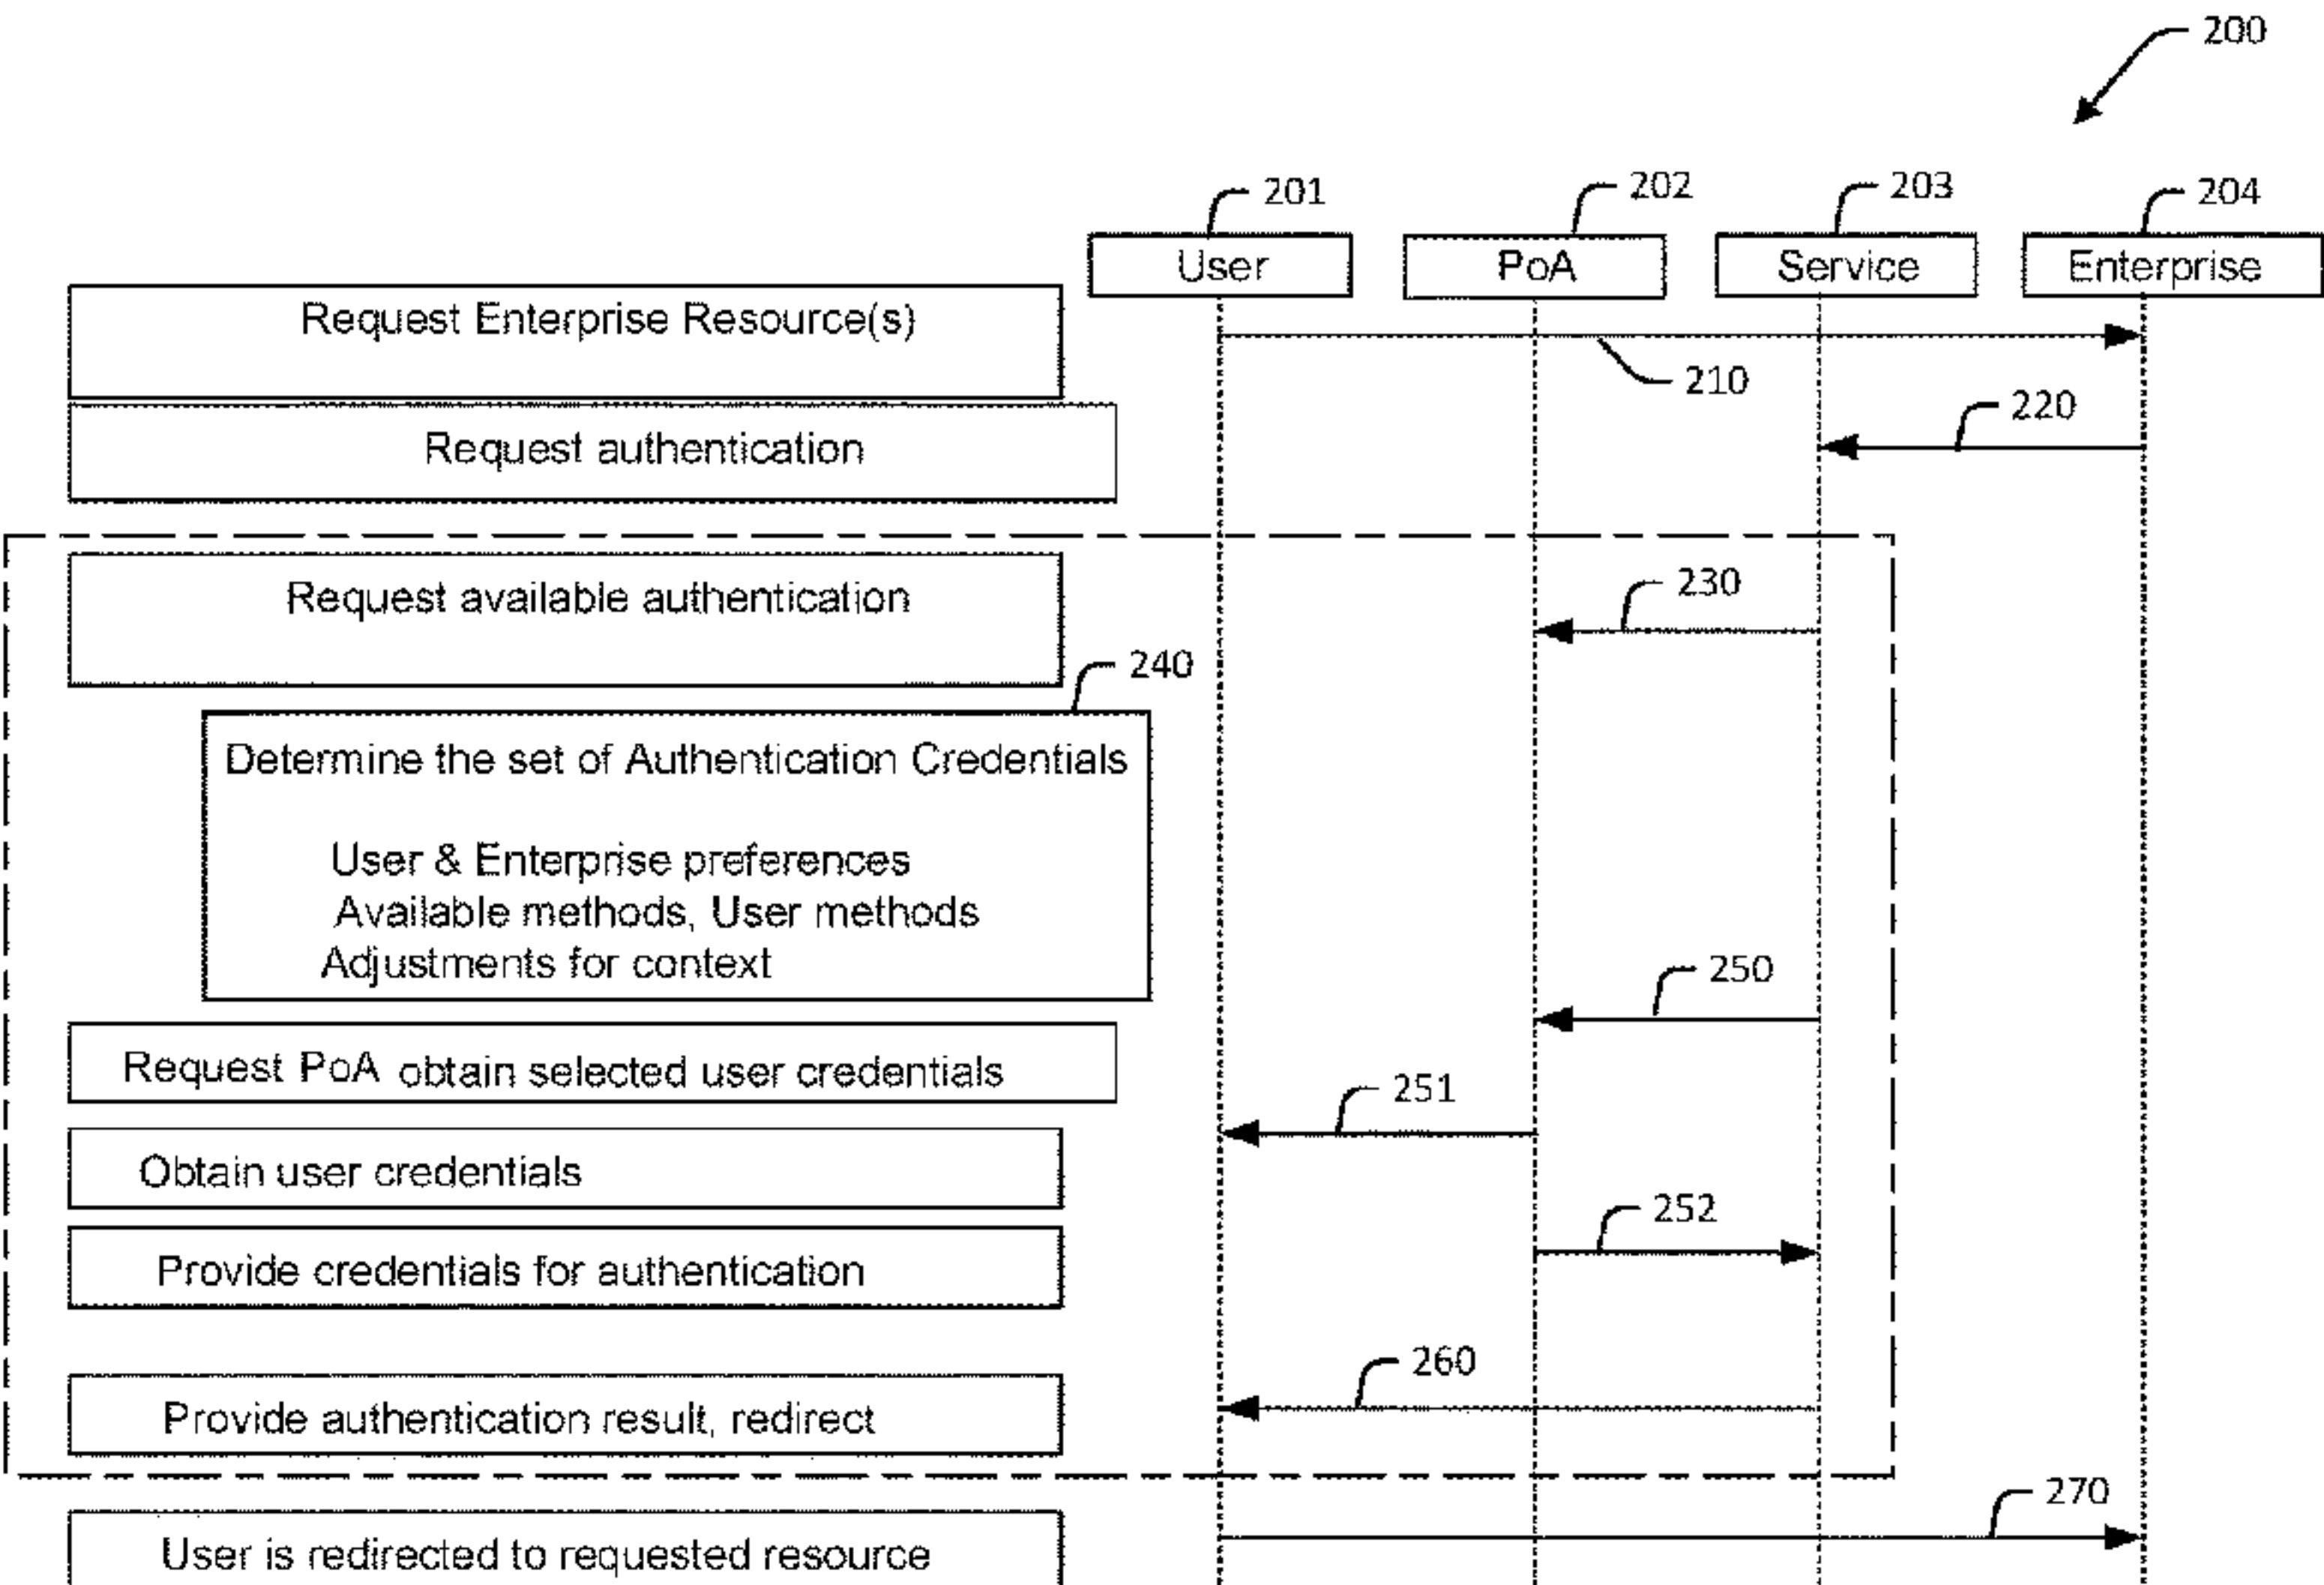 200
201 202 203 204
User PoA Service Enterprise
Request Enterprise Resource(s)
210
220
Request authentication
230
Request available authentication
240
Determine the set of Authentication Credentials
User & Enterprise preferences
Available methods, User methods
Adjustments for context
250
Request PoA obtain selected user credentials
251
Obtain user credentials
252
Provide credentials for authentication
260
Provide authentication result, redirect
270
User is redirected to requested resource